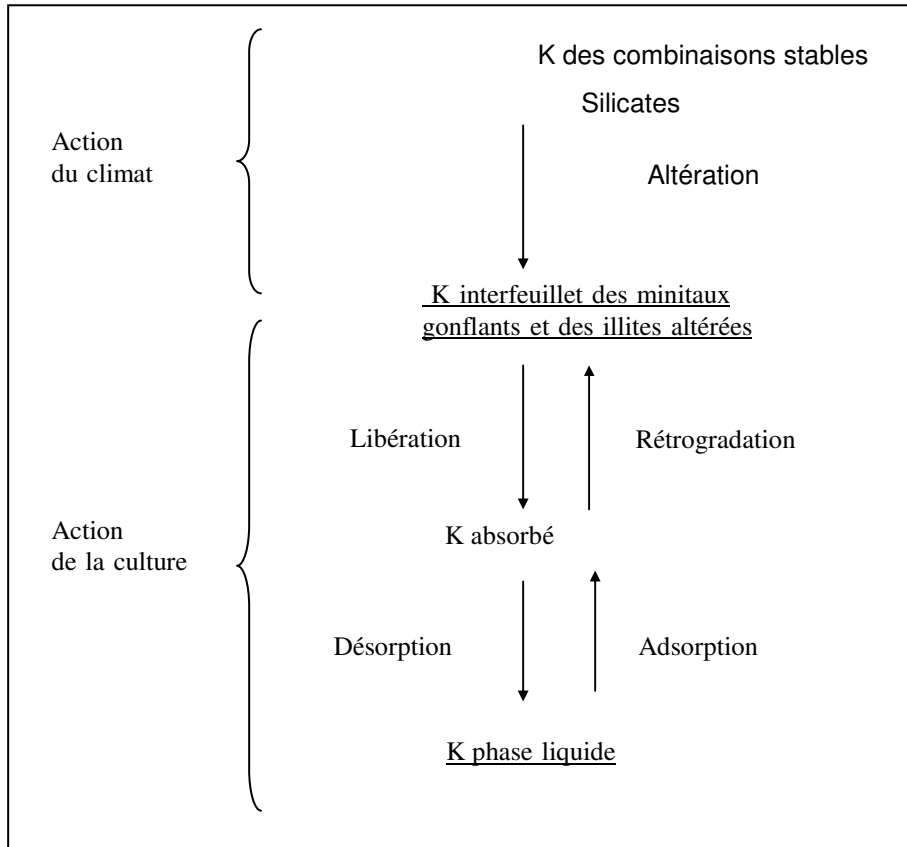 K des combinaisons stables
Silicates
Action
du climat
Altération
K interfeuillet des minitaux
gonflants et des illites altérées
Libération
Rétrogradation
Action
de la culture
K absorbé
Désorption
Adsorption
K phase liquide